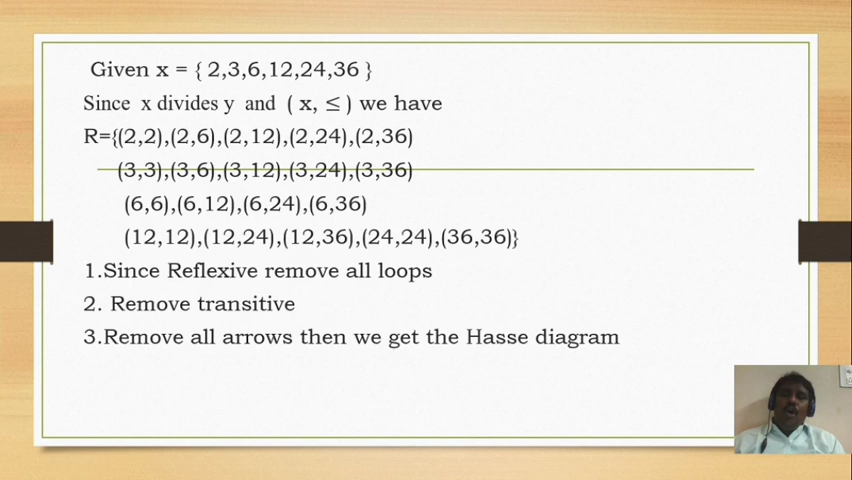 Given x = { 2,3,6,12,24,36 }
Since x divides y and ( x, ≤ ) we have
R={(2,2),(2,6),(2,12),(2,24),(2,36)
(3,3),(3,6),(3,12),(3,24),(3,36)
(6,6),(6,12),(6,24),(6,36)
(12,12),(12,24),(12,36),(24,24),(36,36)}
1.Since Reflexive remove all loops
2. Remove transitive
3.Remove all arrows then we get the Hasse diagram